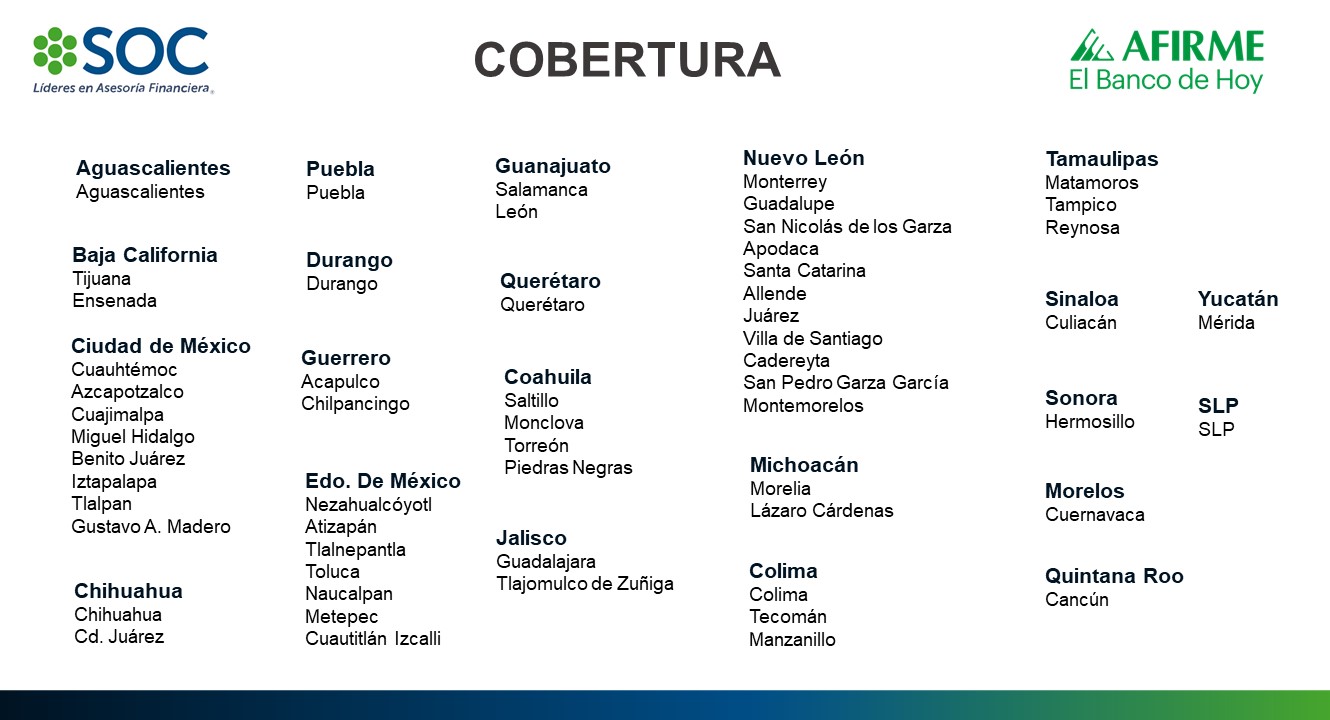 SOC
Líderes en Asesoría Financiera®
COBERTURA
AFIRME
El Banco de Hoy
Aguascalientes
Aguascalientes
Baja California
Tijuana
Ensenada
Ciudad de México
Cuauhtémoc
Azcapotzalco
Cuajimalpa
Miguel Hidalgo
Benito Juárez
Iztapalapa
Tlalpan
Gustavo A. Madero
Chihuahua
Chihuahua
Cd. Juárez
Puebla
Puebla
Durango
Durango
Guerrero
Acapulco
Chilpancingo
Edo. De México
Nezahualcóyotl
Atizapán
Tlalnepantla
Toluca
Naucalpan
Metepec
Cuautitlán Izcalli
Guanajuato
Salamanca
León
Querétaro
Querétaro
Coahuila
Saltillo
Monclova
Torreón
Piedras Negras
Jalisco
Guadalajara
Tlajomulco de Zuñiga
Nuevo León
Monterrey
Guadalupe
San Nicolás de los Garza
Apodaca
Santa Catarina
Allende
Juárez
Villa de Santiago
Cadereyta
San Pedro Garza García
Montemorelos
Michoacán
Morelia
Lázaro Cárdenas
Colima
Colima
Tecomán
Manzanillo
Tamaulipas
Matamoros
Tampico
Reynosa
Sinaloa
Culiacán
Sonora
Hermosillo
Morelos
Cuernavaca
Quintana Roo
Cancún
Yucatán
Mérida
SLP
SLP